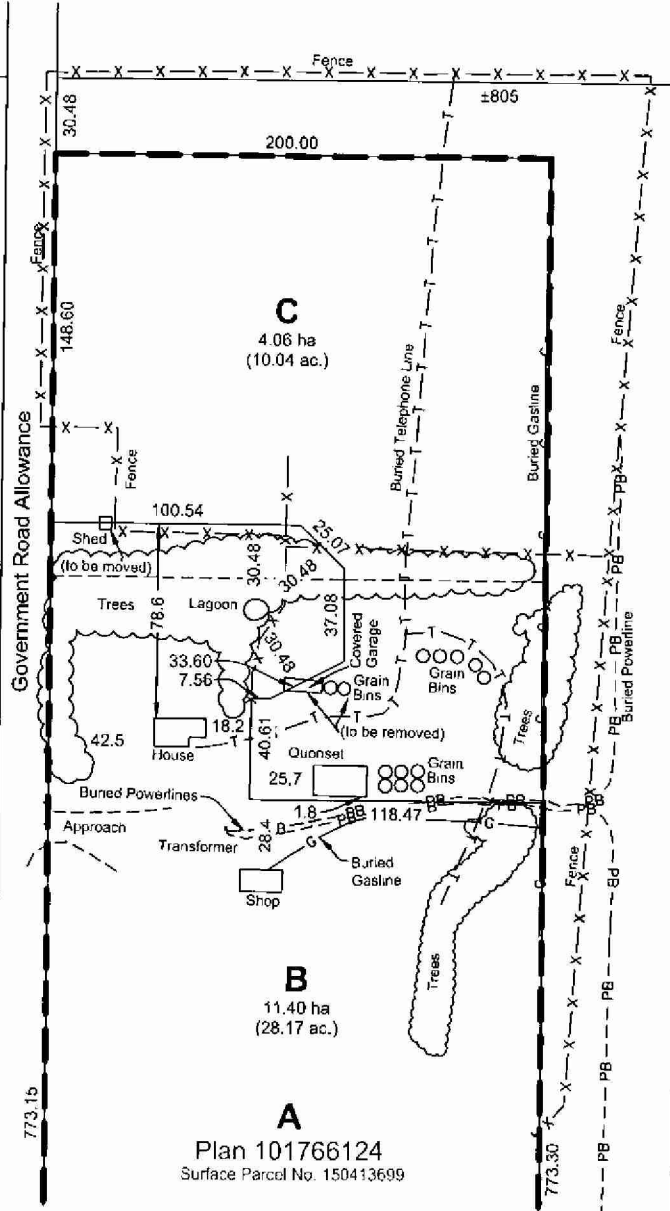 Fence
±805
30.48
200.00
Fence
148.60
C
4.06 ha
(10.04 ac.)
Buried Telephone Line
Buried Gasline
Fence
Government Road Allowance
Fence
100.54
25.07
Shed
(to be moved)
30.48
30.48
37.08
78.6
Trees
Lagoon
30.48
Covered
Garage
33.60
7.56
Grain
Bins
Grain
Bins
(to be removed)
Trees
Buried Powerline
42.5
18.2
40.61
House
Quonset
25.7
Grain
Bins
Buried Powerlines
1.8
118.47
Approach
Transformer
28.4
Buried
Gasline
Shop
Fence
Trees
B
11.40 ha
(28.17 ac.)
773.15
773.30
A
Plan 101766124
Surface Parcel No. 150413699